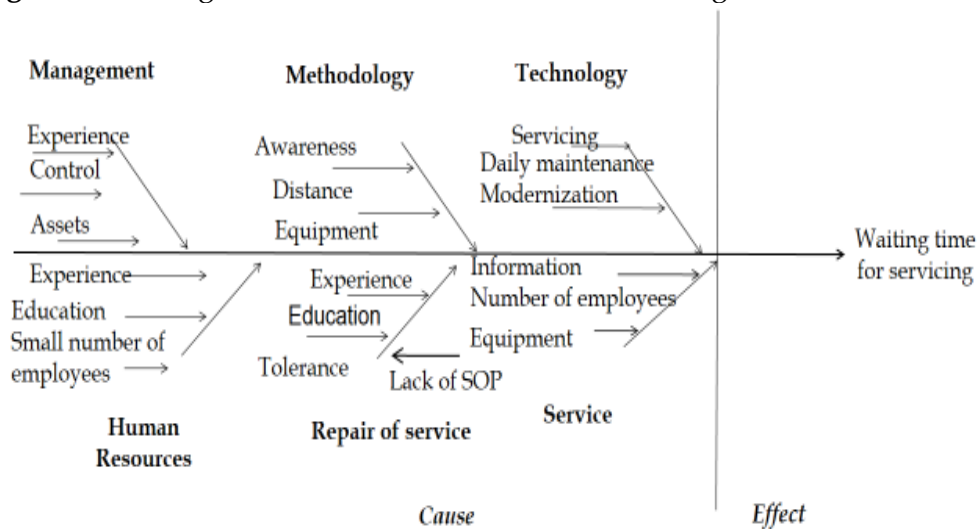 Management
Methodology
Technology
Experience
Control
Assets
Awareness
Distance
Equipment
Servicing
Daily maintenance
Modernization
Waiting time
for servicing
Experience
Education
Small number of
employees
Experience
Education
Tolerance
Lack of SOP
Information
Number of employees
Equipment
Human
Resources
Repair of service
Service
Cause
Effect